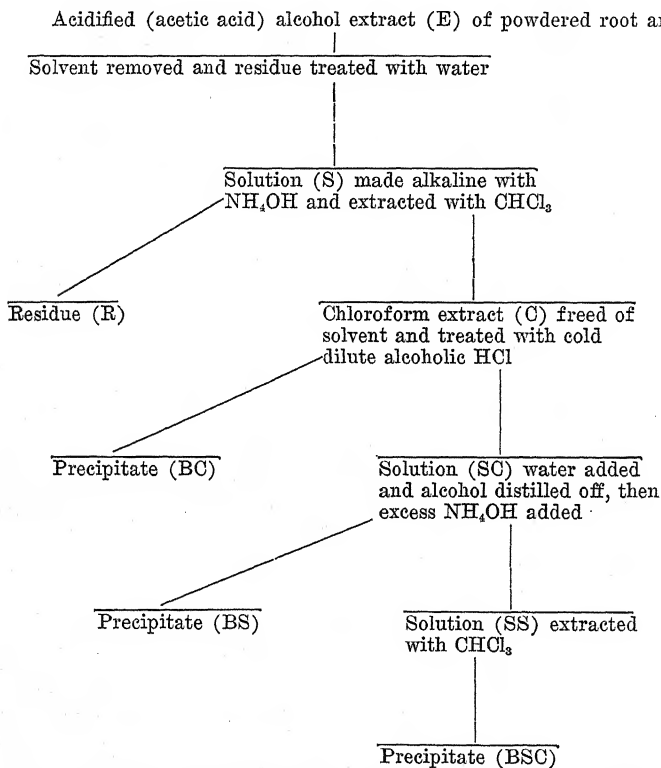 Acidified (acetic acid) alcohol extract (E) of powdered root
Solvent removed and residue treated with water
Solution (S) made alkaline with
NH₄OH and extracted with CHCl₃
Residue (R)
Chloroform extract (C) freed of
solvent and treated with cold
dilute alcoholic HCl
Precipitate (BC)
Solution (SC) water added
and alcohol distilled off, then
excess NH₄OH added
Precipitate (BS)
Solution (SS) extracted
with CHCl₃
Precipitate (BSC)